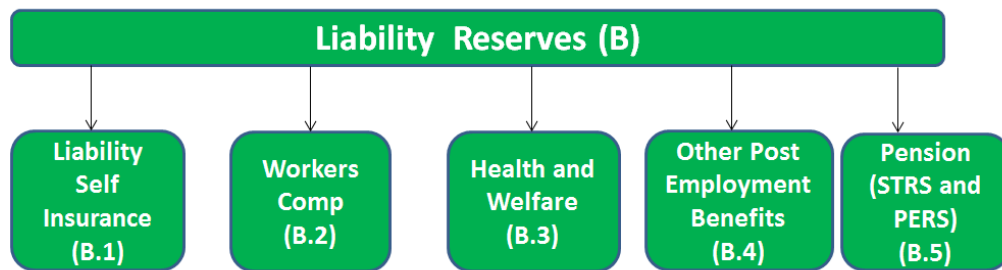 Liability Reserves (B)
Liability
Self
Insurance
(B.1)
Workers
Comp
(B.2)
Health and
Welfare
(B.3)
Other Post
Employment
Benefits
(B.4)
Pension
(STRS and
PERS)
(B.5)